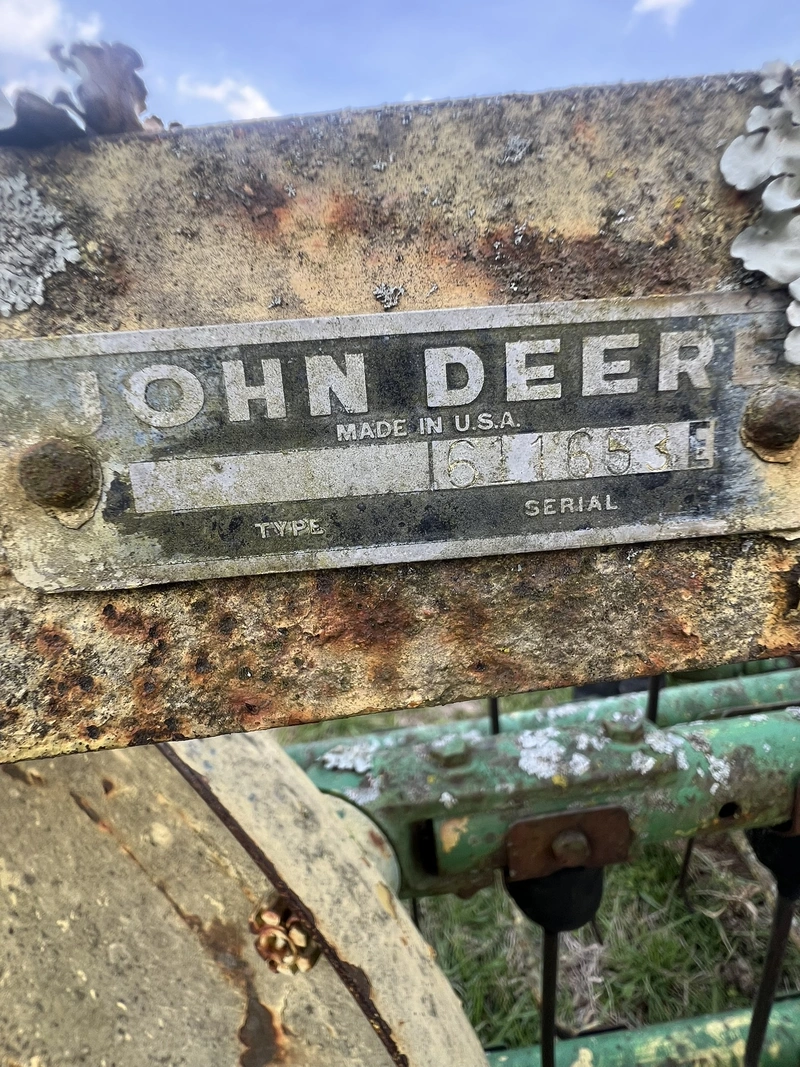 JOHN DEERE
MADE IN U.S.A.
611653E
TYPE SERIAL